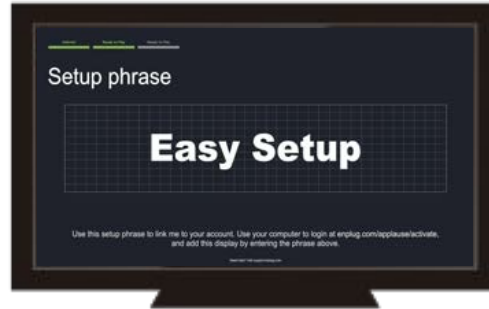 Setup phrase
Easy Setup
Use this setup phrase to link me to your account. Use your computer to login at enplug.com/applause/activate,
and add this display by entering the phrase above.